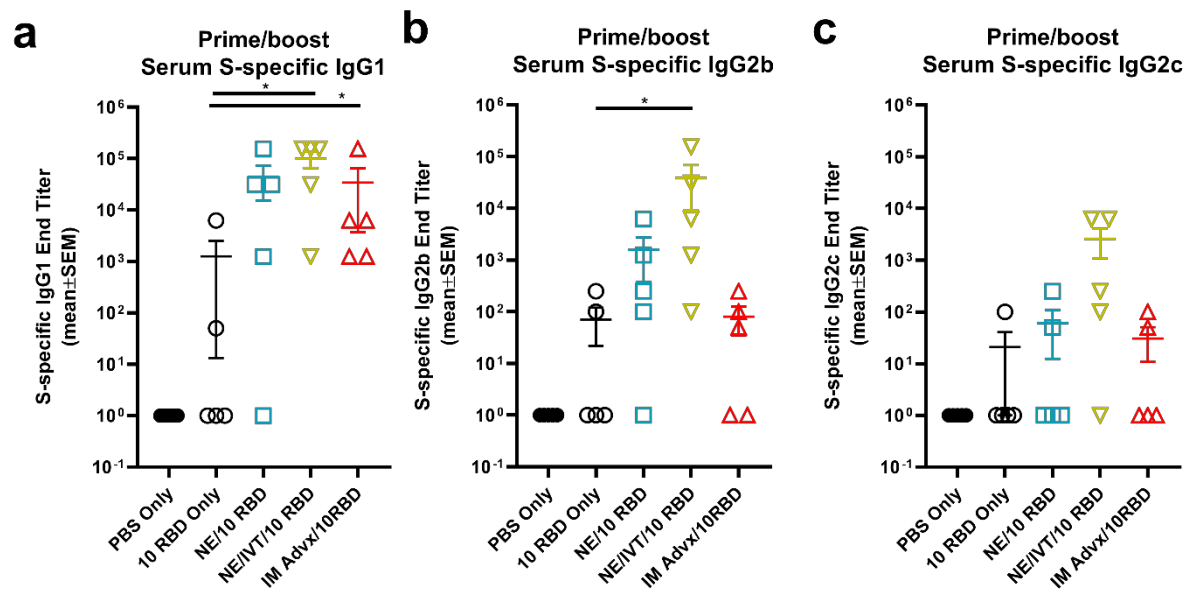 a
Prime/boost
Serum S-specific IgG1
*
*
S-specific IgG1 End Titer
(mean±SEM)
10⁶
10⁵
10⁴
10³
10²
10¹
10⁰
10⁻¹
PBS Only
10 RBD Only
NE/10 RBD
NE/IVT/10 RBD
IM Advx/10RBD
b
Prime/boost
Serum S-specific IgG2b
*
S-specific IgG2b End Titer
(mean±SEM)
10⁶
10⁵
10⁴
10³
10²
10¹
10⁰
10⁻¹
PBS Only
10 RBD Only
NE/10 RBD
NE/IVT/10 RBD
IM Advx/10RBD
c
Prime/boost
Serum S-specific IgG2c
S-specific IgG2c End Titer
(mean±SEM)
10⁶
10⁵
10⁴
10³
10²
10¹
10⁰
10⁻¹
PBS Only
10 RBD Only
NE/10 RBD
NE/IVT/10 RBD
IM Advx/10RBD